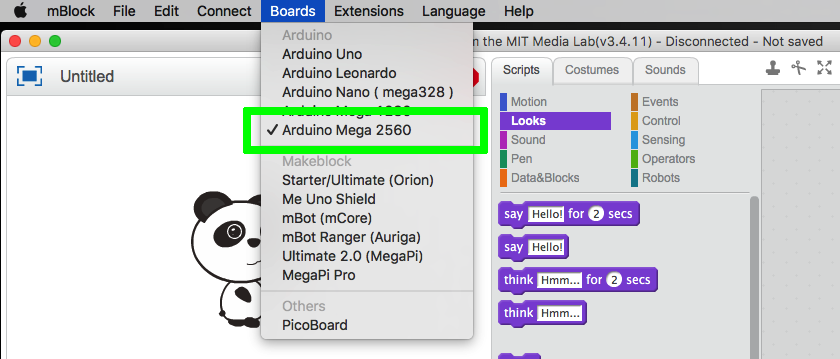 mBlock File Edit Connect Boards Extensions Language Help
m the MIT Media Lab(v3.4.11) - Disconnected - Not saved
Untitled
Arduino
Arduino Uno
Arduino Leonardo
Arduino Nano ( mega328 )
Arduino Mega 1280
Arduino Mega 2560
Makeblock
Starter/Ultimate (Orion)
Me Uno Shield
mBot (mCore)
mBot Ranger (Auriga)
Ultimate 2.0 (MegaPi)
MegaPi Pro
Others
PicoBoard
Scripts Costumes Sounds
Motion Events
Looks Control
Sound Sensing
Pen Operators
Data&Blocks Robots
say Hello! for 2 secs
say Hello!
think Hmm... for 2 secs
think Hmm...